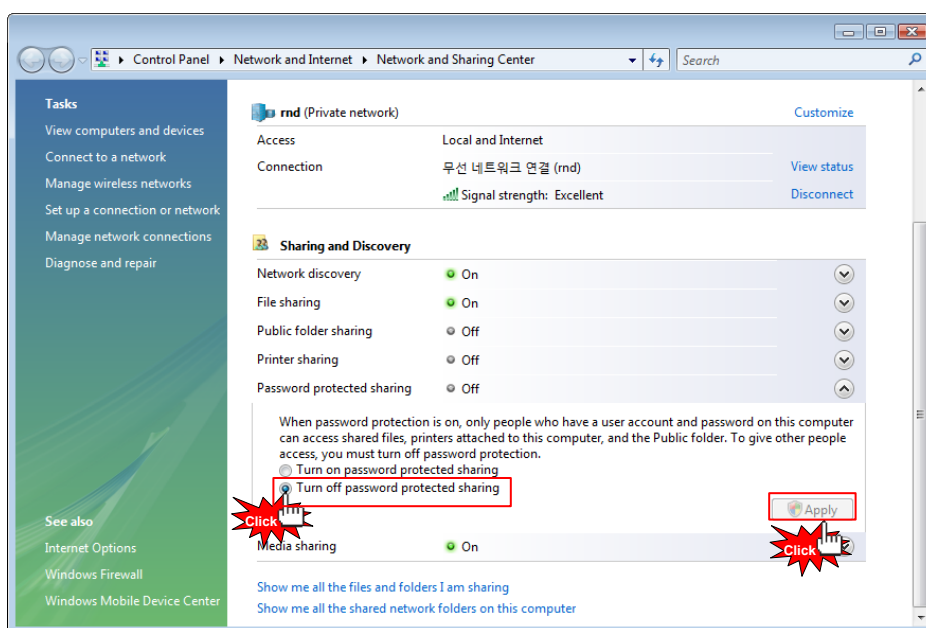 Control Panel Network and Internet Network and Sharing Center Search
Tasks
View computers and devices
Connect to a network
Manage wireless networks
Set up a connection or network
Manage network connections
Diagnose and repair
See also
Internet Options
Windows Firewall
Windows Mobile Device Center
rnd (Private network) Customize
Access Local and Internet
Connection 무선 네트워크 연결 (rnd) View status
Signal strength: Excellent Disconnect
Sharing and Discovery
Network discovery On
File sharing On
Public folder sharing Off
Printer sharing Off
Password protected sharing Off
When password protection is on, only people who have a user account and password on this computer
can access shared files, printers attached to this computer, and the Public folder. To give other people
access, you must turn off password protection.
Turn on password protected sharing
Turn off password protected sharing
Click
Apply
Click
Media sharing On
Show me all the files and folders I am sharing
Show me all the shared network folders on this computer